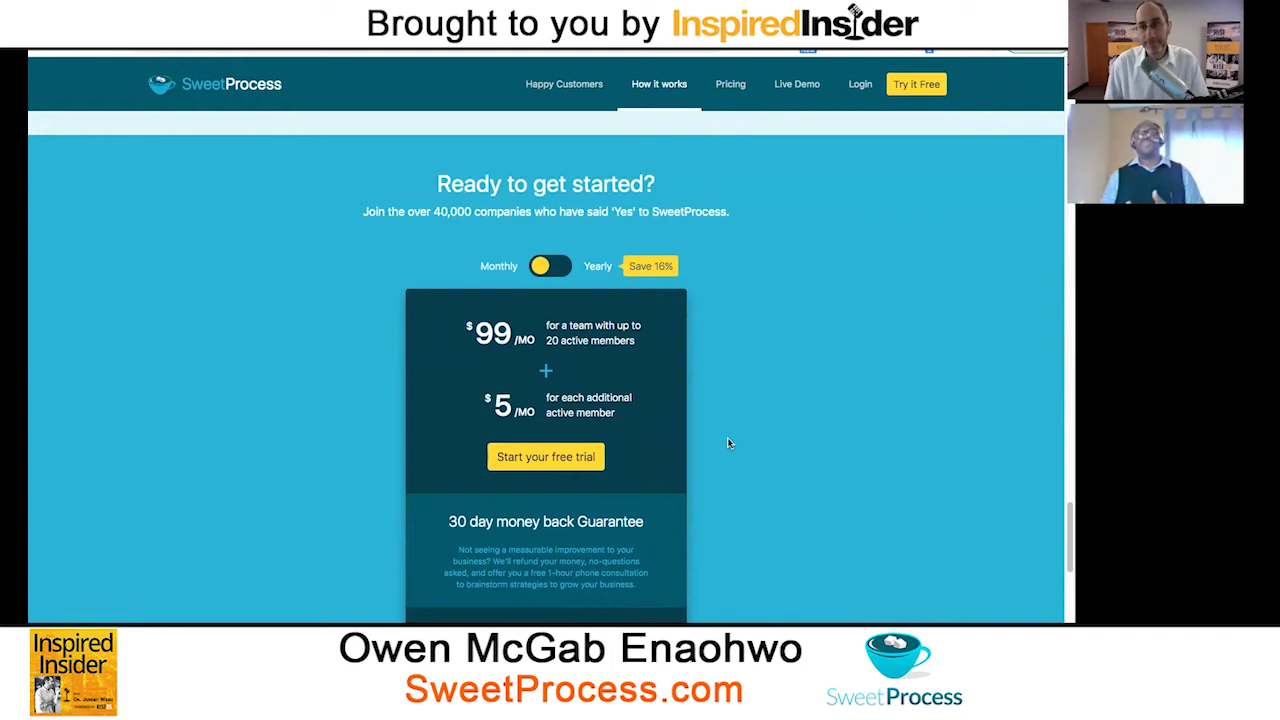 Brought to you by InspiredInsider
SweetProcess
Happy Customers
How it works
Pricing
Live Demo
Login
Try it Free
Ready to get started?
Join the over 40,000 companies who have said 'Yes' to SweetProcess.
Monthly
Yearly
Save 16%
$99/MO
for a team with up to
20 active members
+
$5/MO
for each additional
active member
Start your free trial
30 day money back Guarantee
Not seeing a measurable improvement to your
business? We'll refund your money, no-questions
asked, and offer you a free 1-hour phone consultation
to brainstorm strategies to grow your business.
Inspired
Insider
Owen McGab Enaohwo
SweetProcess.com
SweetProcess